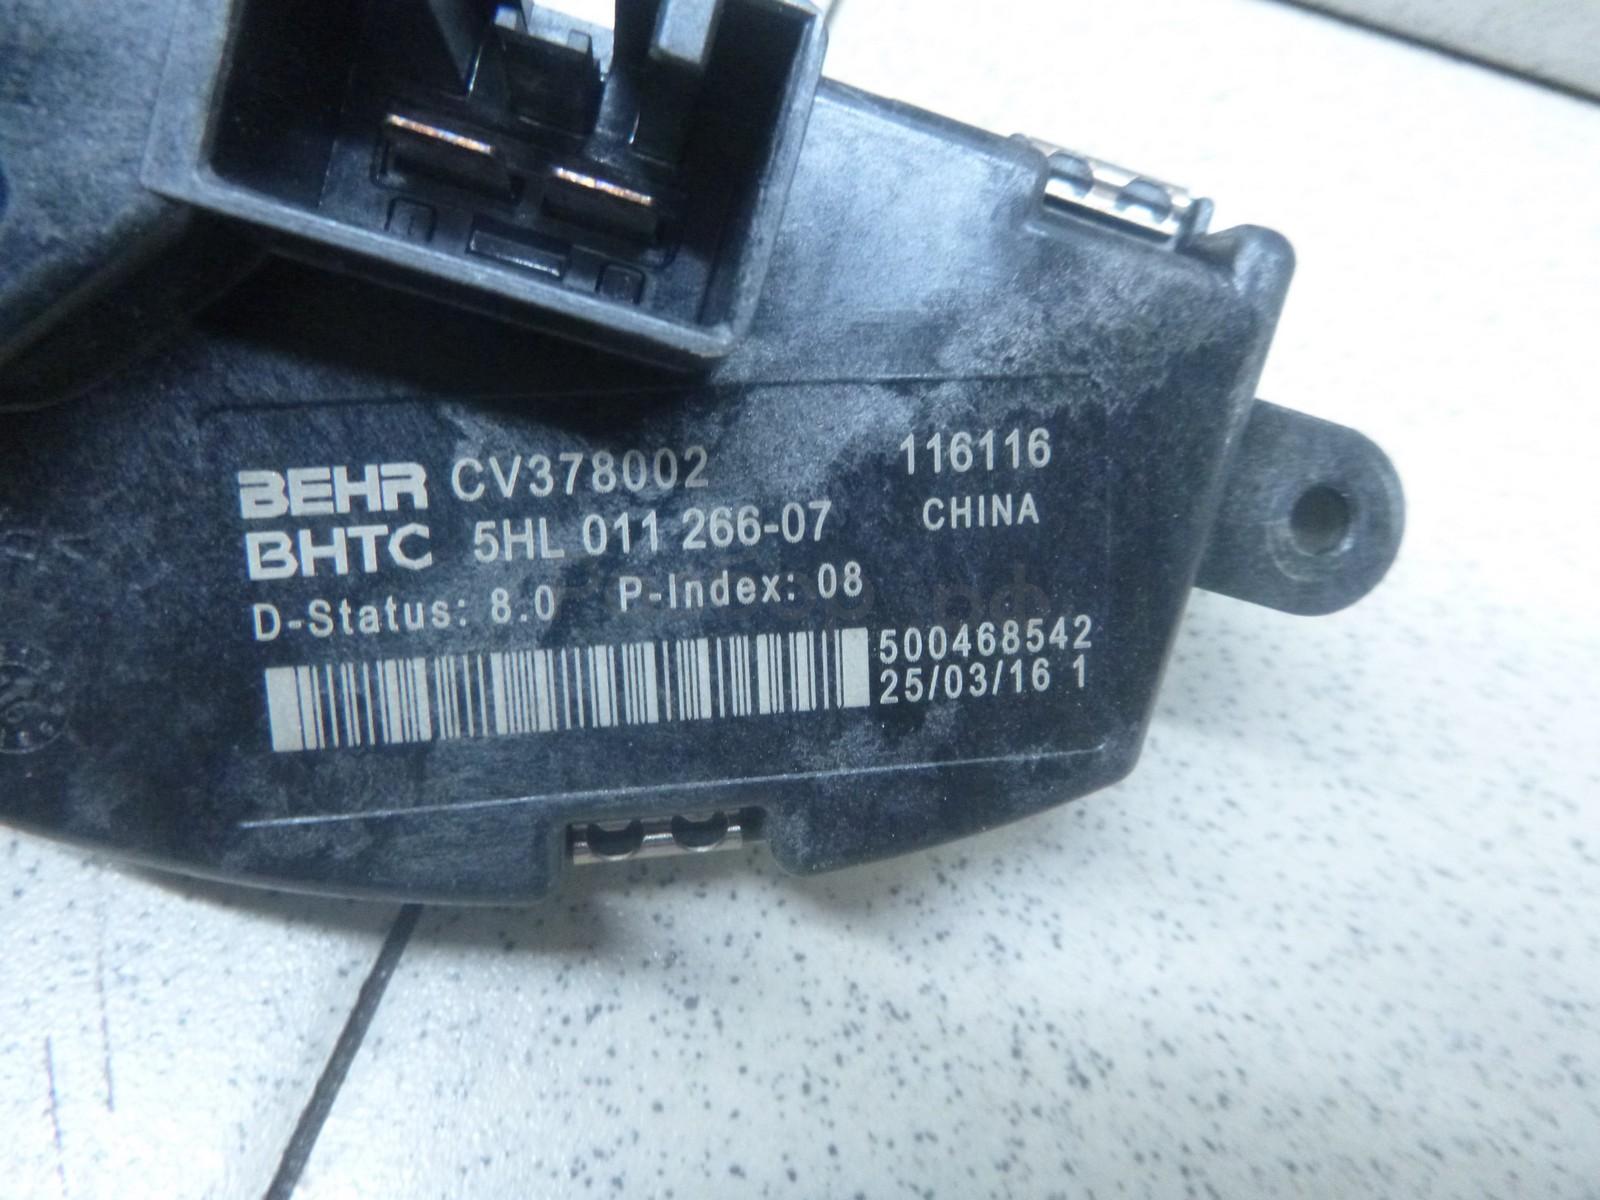 BEHR CV378002 116116
BHTC 5HL 011 266-07 CHINA
D-Status: 8.0 P-Index: 08
500468542
25/03/16 1